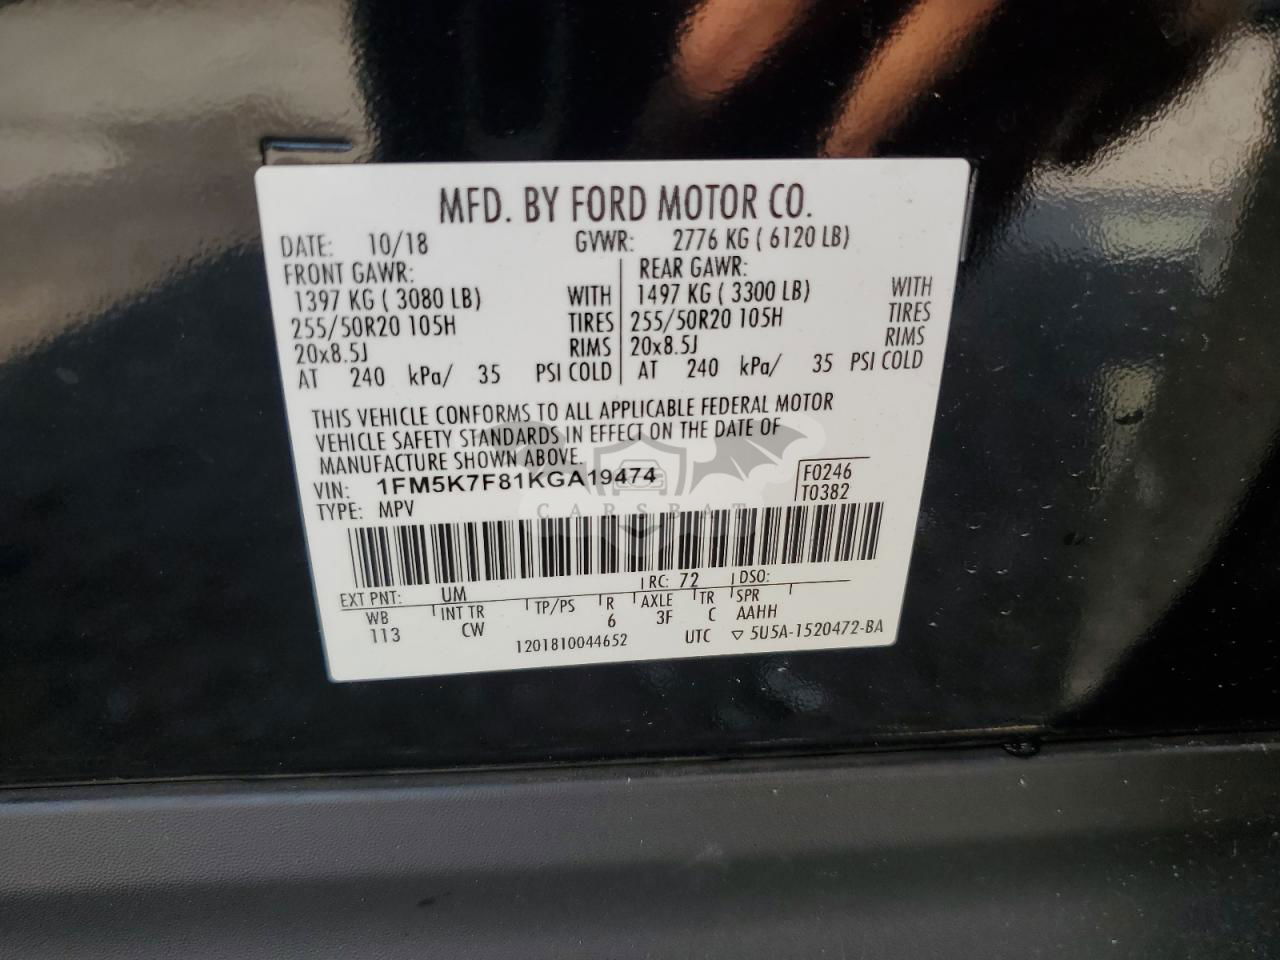 MFD. BY FORD MOTOR CO.
DATE: 10/18 GVWR: 2776 KG ( 6120 LB)
FRONT GAWR: REAR GAWR:
1397 KG ( 3080 LB) WITH 1497 KG ( 3300 LB) WITH
255/50R20 105H TIRES 255/50R20 105H TIRES
20x8.5J RIMS 20x8.5J RIMS
AT 240 kPa/ 35 PSI COLD AT 240 kPa/ 35 PSI COLD
THIS VEHICLE CONFORMS TO ALL APPLICABLE FEDERAL MOTOR
VEHICLE SAFETY STANDARDS IN EFFECT ON THE DATE OF
MANUFACTURE SHOWN ABOVE.
VIN: 1FM5K7F81KGA19474 F0246
TYPE: MPV T0382
CARSBAT
EXT PNT: UM RC: 72 DSO:
WB INT TR TP/PS R AXLE TR SPR
113 CW 6 3F C AAHH
1201810044652 UTC ▽ 5U5A-1520472-BA